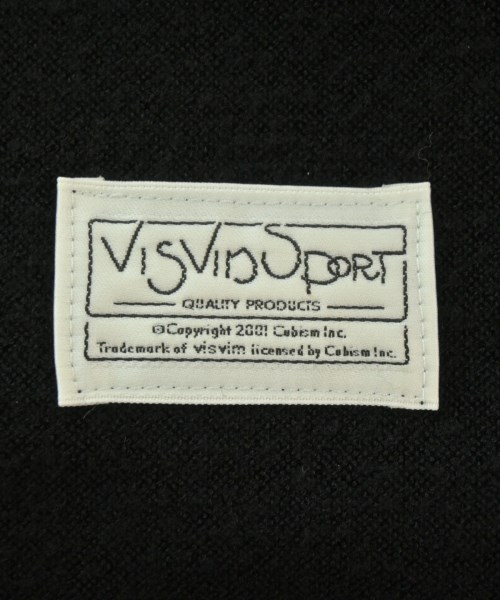 VISVIM SPORT
QUALITY PRODUCTS
©Copyright 2001 Cubism Inc.
Trademark of visvim licensed by Cubism Inc.